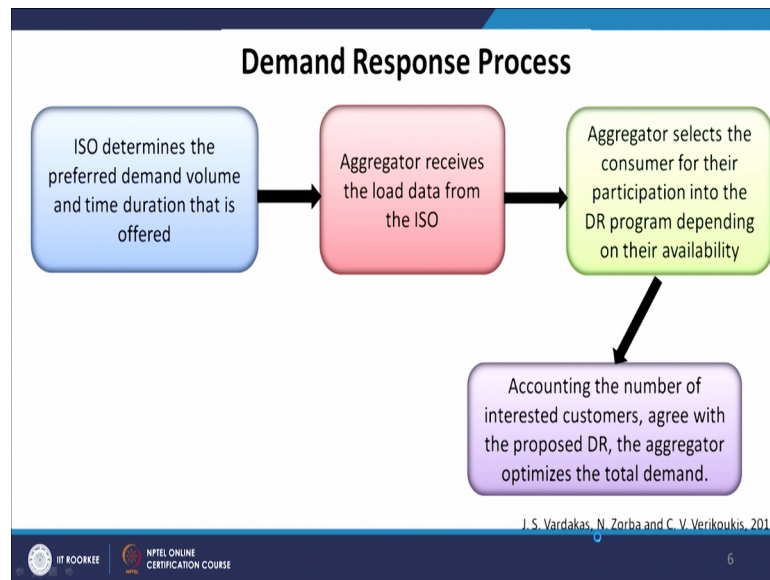 Demand Response Process
ISO determines the
preferred demand volume
and time duration that is
offered
Aggregator receives
the load data from
the ISO
Aggregator selects the
consumer for their
participation into the
DR program depending
on their availability
Accounting the number of
interested customers, agree with
the proposed DR, the aggregator
optimizes the total demand.
J. S. Vardakas, N. Zorba and C. V. Verikoukis, 201
IIT ROORKEE
NPTEL ONLINE
CERTIFICATION COURSE
6